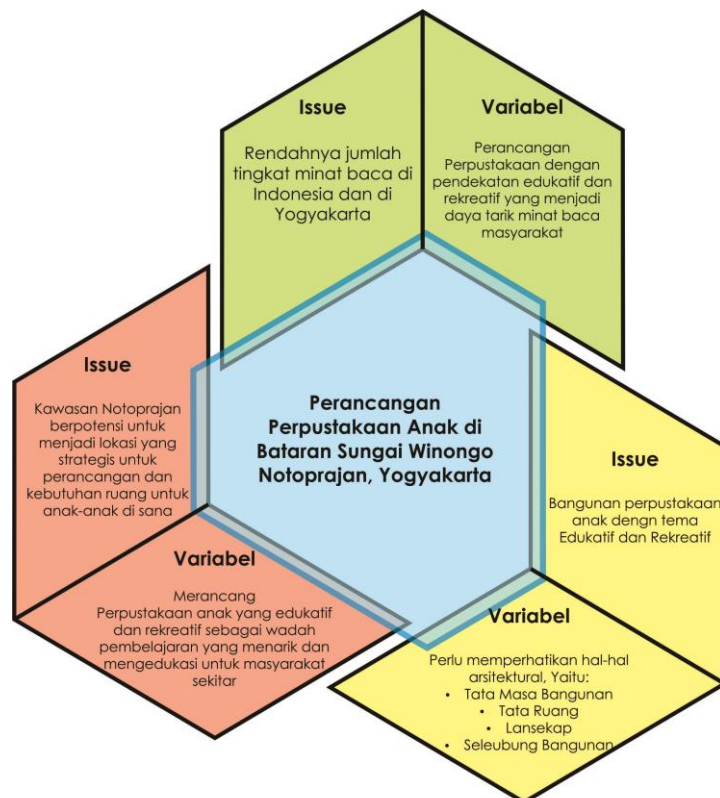 Issue
Rendahnya jumlah
tingkat minat baca di
Indonesia dan di
Yogyakarta
Variabel
Perancangan
Perpustakaan dengan
pendekatan edukatif dan
rekreatif yang menjadi
daya tarik minat baca
masyarakat
Issue
Kawasan Notoprajan
berpotensi untuk
menjadi lokasi yang
strategis untuk
perancangan dan
kebutuhan ruang untuk
anak-anak di sana
Variabel
Merancang
Perpustakaan anak yang edukatif
dan rekreatif sebagai wadah
pembelajaran yang menarik dan
mengedukasi untuk masyarakat
sekitar
Perancangan
Perpustakaan Anak di
Bataran Sungai Winongo
Notoprajan, Yogyakarta
Issue
Bangunan perpustakaan
anak dengn tema
Edukatif dan Rekreatif
Variabel
Perlu memperhatikan hal-hal
arsitektural, Yaitu:
• Tata Masa Bangunan
• Tata Ruang
• Lansekap
• Seleubung Bangunan